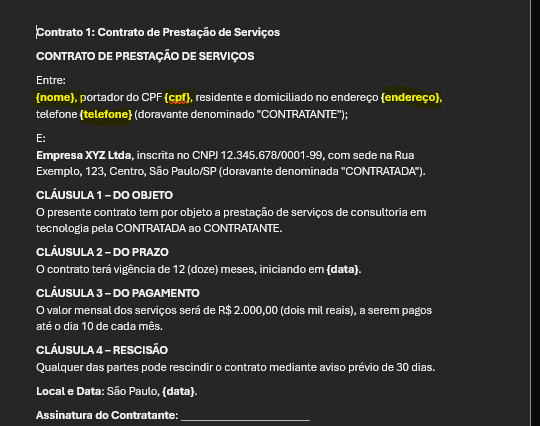 Contrato 1: Contrato de Prestação de Serviços
CONTRATO DE PRESTAÇÃO DE SERVIÇOS
Entre:
{nome}, portador do CPF {cpf}, residente e domiciliado no endereço {endereço},
telefone {telefone} (doravante denominado "CONTRATANTE");
E:
Empresa XYZ Ltda, inscrita no CNPJ 12.345.678/0001-99, com sede na Rua
Exemplo, 123, Centro, São Paulo/SP (doravante denominada "CONTRATADA").
CLÁUSULA 1 – DO OBJETO
O presente contrato tem por objeto a prestação de serviços de consultoria em
tecnologia pela CONTRATADA ao CONTRATANTE.
CLÁUSULA 2 – DO PRAZO
O contrato terá vigência de 12 (doze) meses, iniciando em {data}.
CLÁUSULA 3 – DO PAGAMENTO
O valor mensal dos serviços será de R$ 2.000,00 (dois mil reais), a serem pagos
até o dia 10 de cada mês.
CLÁUSULA 4 – RESCISÃO
Qualquer das partes pode rescindir o contrato mediante aviso prévio de 30 dias.
Local e Data: São Paulo, {data}.
Assinatura do Contratante: ______________________